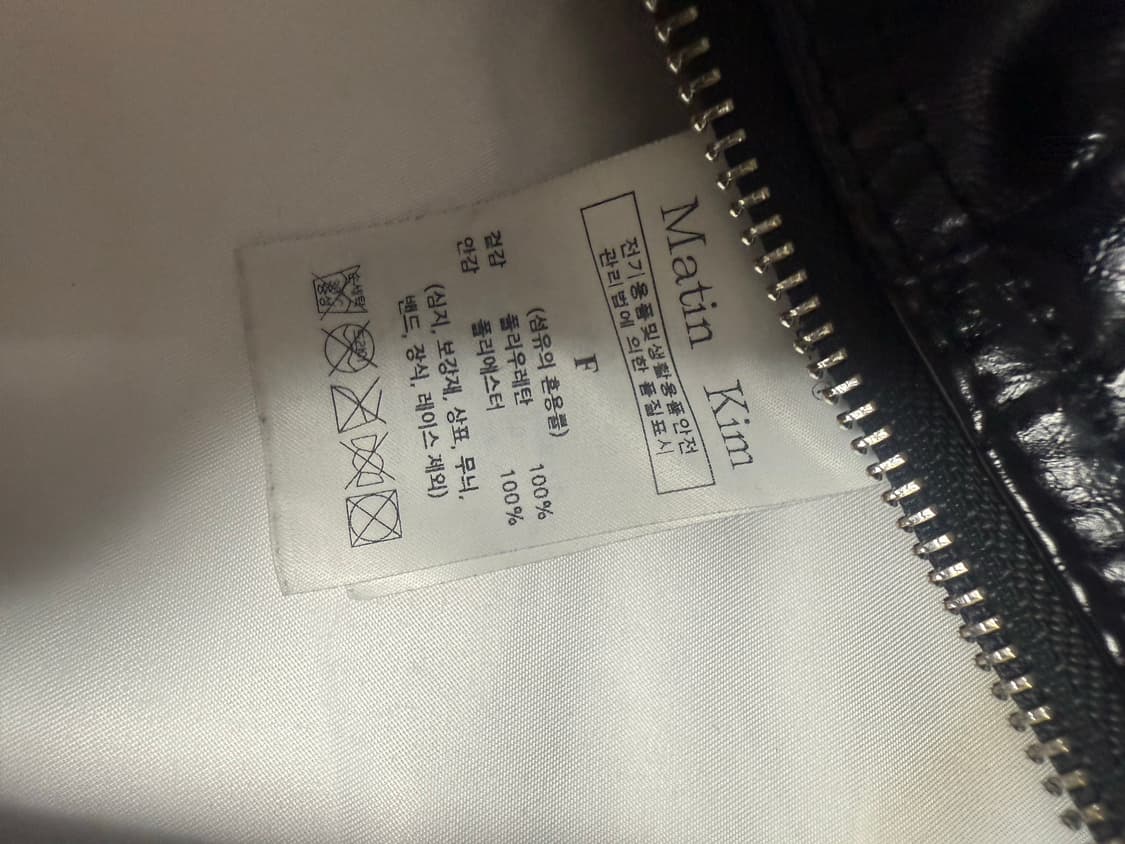 Matin Kim
전기용품및생활용품안전
관리법에 의한 품질표시
F
(섬유의 혼용률)
겉감 폴리우레탄 100%
안감 폴리에스터 100%
(심지, 보강재, 상표, 무늬,
밴드, 장식, 레이스 제외)
손세탁